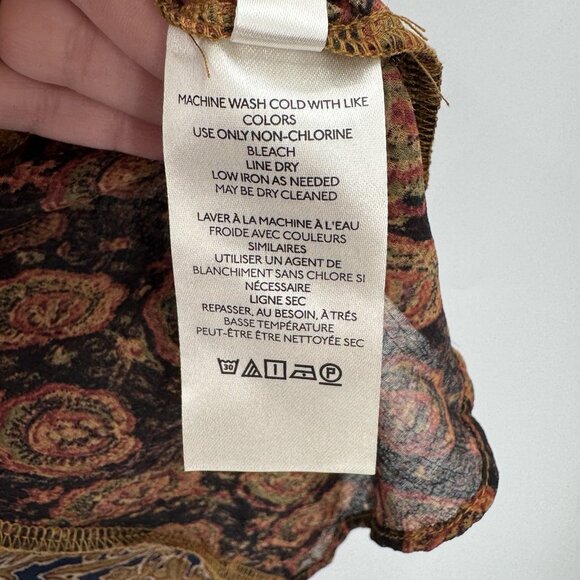 MACHINE WASH COLD WITH LIKE
COLORS
USE ONLY NON-CHLORINE
BLEACH
LINE DRY
LOW IRON AS NEEDED
MAY BE DRY CLEANED
LAVER À LA MACHINE À L'EAU
FROIDE AVEC COULEURS
SIMILAIRES
UTILISER UN AGENT DE
BLANCHIMENT SANS CHLORE SI
NÉCESSAIRE
LIGNE SEC
REPASSER, AU BESOIN, À TRÉS
BASSE TEMPÉRATURE
PEUT-ÊTRE ÊTRE NETTOYÉE SEC
30 P